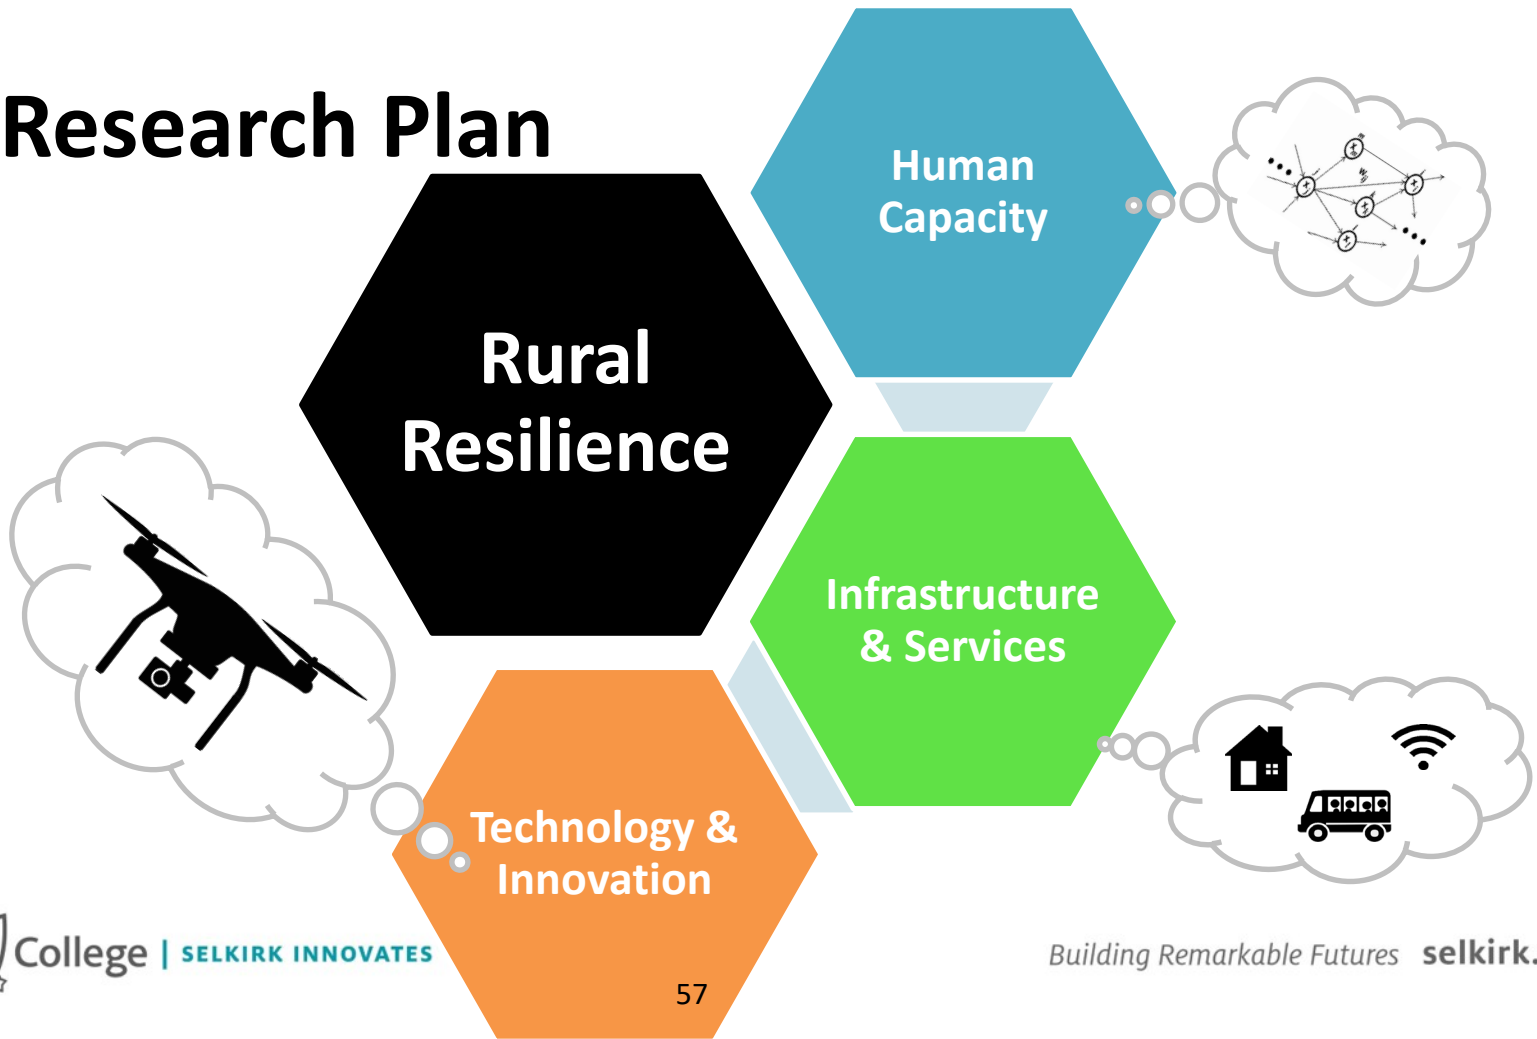 Research Plan
Human
Capacity
Rural
Resilience
Infrastructure
& Services
Technology &
Innovation
College | SELKIRK INNOVATES
Building Remarkable Futures selkirk.
57